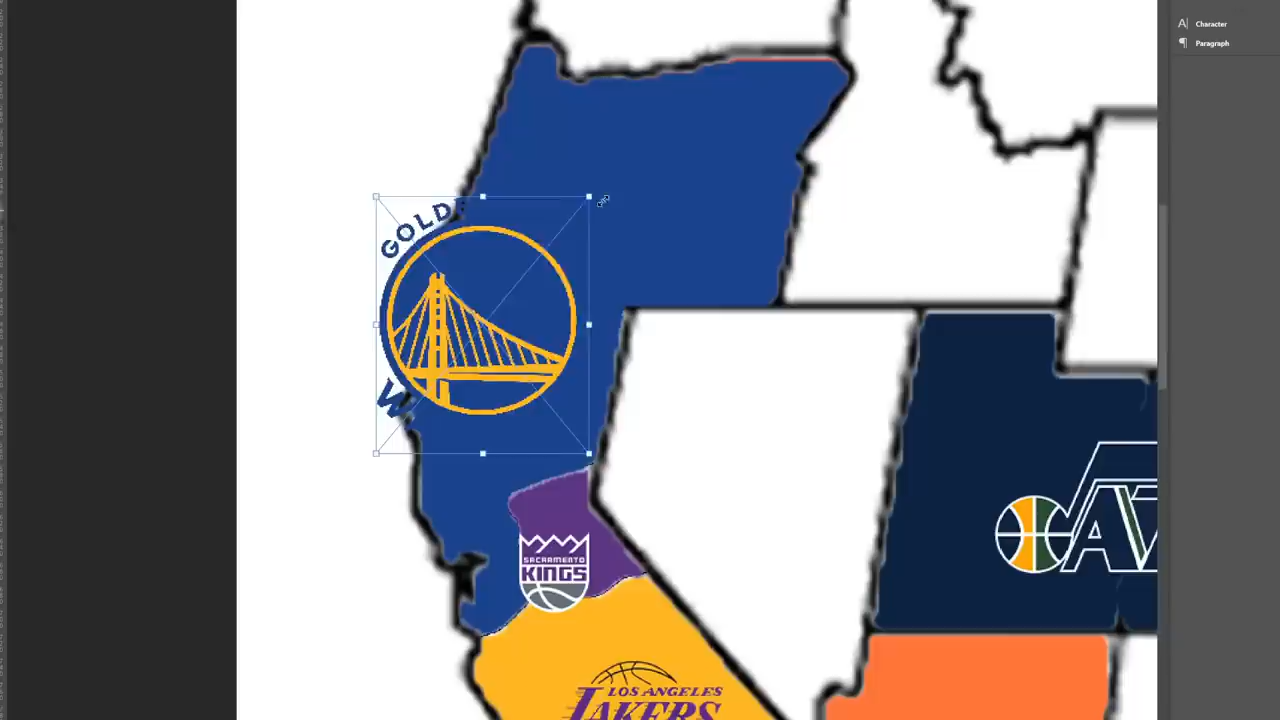 Character
Paragraph
GOLD
W
SACRAMENTO
KINGS
LOS ANGELES
LAKERS